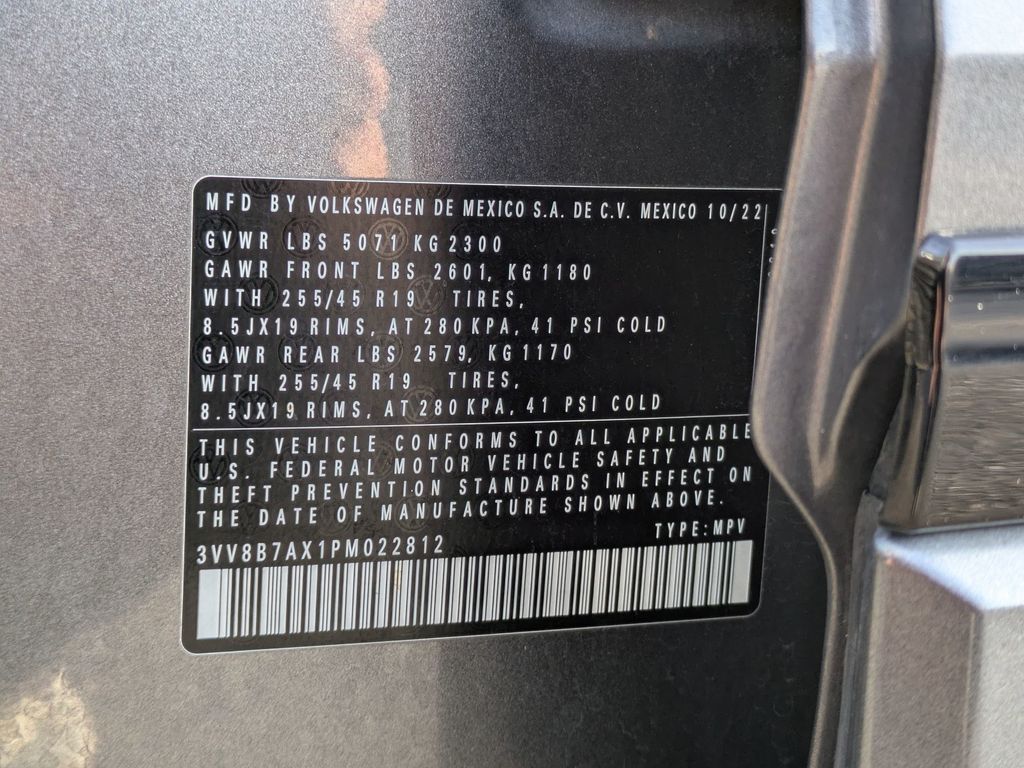 MFD BY VOLKSWAGEN DE MEXICO S.A. DE C.V. MEXICO 10/22
GVWR LBS 5071 KG 2300
GAWR FRONT LBS 2601, KG 1180
WITH 255/45 R19 TIRES,
8.5JX19 RIMS, AT 280 KPA, 41 PSI COLD
GAWR REAR LBS 2579, KG 1170
WITH 255/45 R19 TIRES,
8.5JX19 RIMS, AT 280 KPA, 41 PSI COLD
THIS VEHICLE CONFORMS TO ALL APPLICABLE
U.S. FEDERAL MOTOR VEHICLE SAFETY AND
THEFT PREVENTION STANDARDS IN EFFECT ON
THE DATE OF MANUFACTURE SHOWN ABOVE.
TYPE: MPV
3VV8B7AX1PM022812